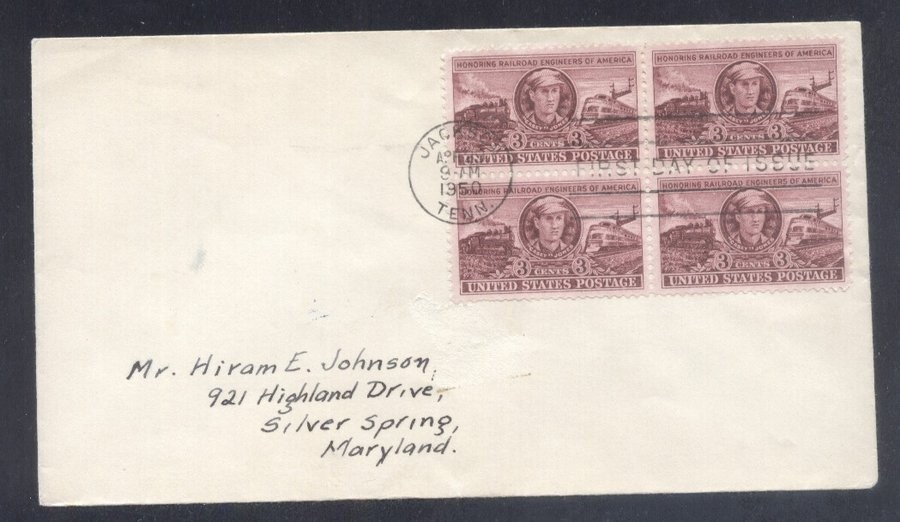 HONORING RAILROAD ENGINEERS OF AMERICA
3 CENTS 3
UNITED STATES POSTAGE
HONORING RAILROAD ENGINEERS OF AMERICA
3 CENTS 3
UNITED STATES POSTAGE
JACKSON
9-AM
1950
TENN.
FIRST DAY OF ISSUE
HONORING RAILROAD ENGINEERS OF AMERICA
3 CENTS 3
UNITED STATES POSTAGE
HONORING RAILROAD ENGINEERS OF AMERICA
3 CENTS 3
UNITED STATES POSTAGE
Mr. Hiram E. Johnson,
921 Highland Drive,
Silver Spring,
Maryland.